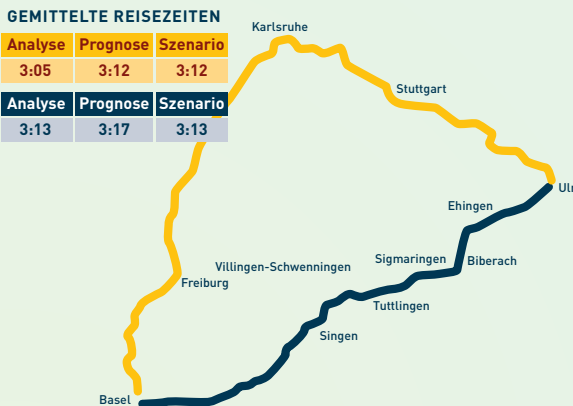 GEMITTELTE REISEZEITEN
Analyse Prognose Szenario
3:05 3:12 3:12
Analyse Prognose Szenario
3:13 3:17 3:13
Karlsruhe
Stuttgart
Ul
Ehingen
Sigmaringen
Biberach
Villingen-Schwenningen
Freiburg
Tuttlingen
Singen
Basel